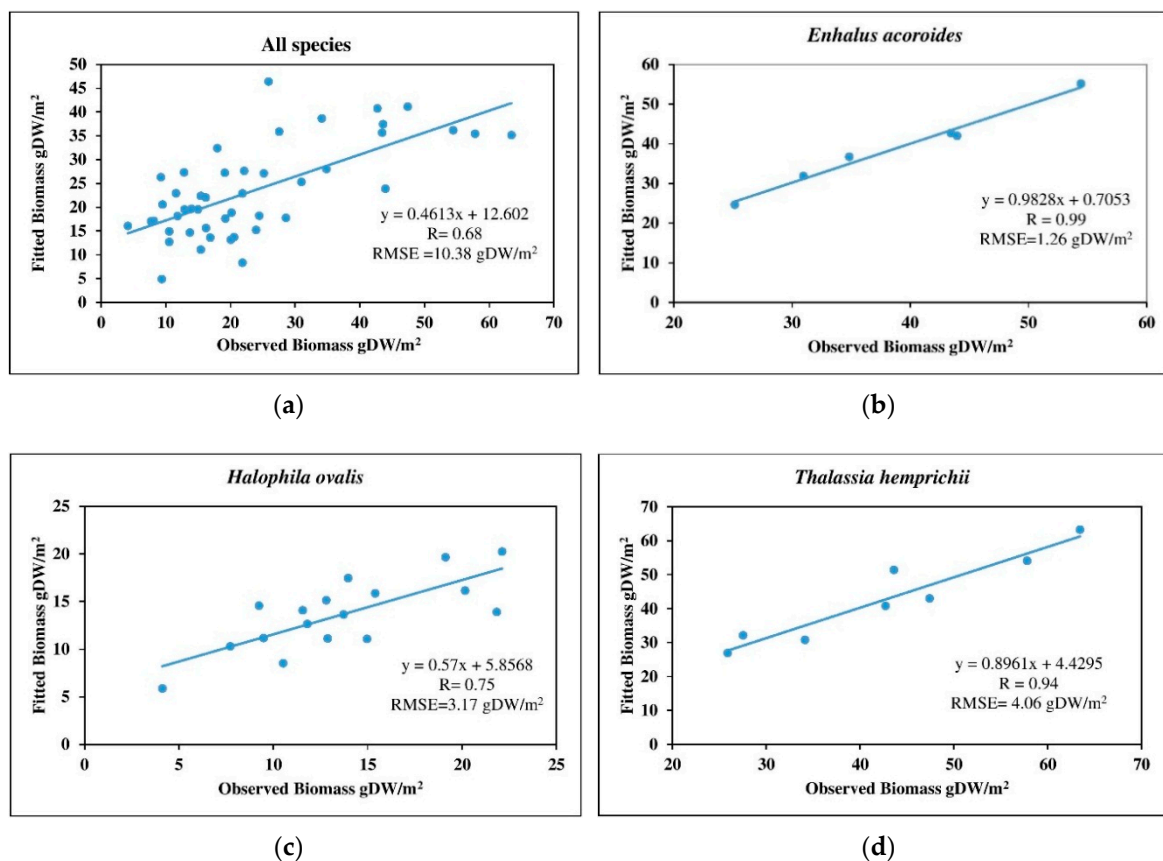 All species
Fitted Biomass gDW/m²
50
45
40
35
30
25
20
15
10
5
0
y = 0.4613x + 12.602
R= 0.68
RMSE =10.38 gDW/m²
0 10 20 30 40 50 60 70
Observed Biomass gDW/m²
(a)
Enhalus acoroides
Fitted Biomass gDW/m²
60
50
40
30
20
10
0
y = 0.9828x + 0.7053
R = 0.99
RMSE=1.26 gDW/m²
20 30 40 50 60
Observed Biomass gDW/m²
(b)
Halophila ovalis
Fitted Biomass gDW/m²
25
20
15
10
5
0
y = 0.57x + 5.8568
R= 0.75
RMSE=3.17 gDW/m²
0 5 10 15 20 25
Observed Biomass gDW/m²
(c)
Thalassia hemprichii
Fitted Biomass gDW/m²
70
60
50
40
30
20
10
0
y = 0.8961x + 4.4295
R = 0.94
RMSE= 4.06 gDW/m²
20 30 40 50 60 70
Observed Biomass gDW/m²
(d)